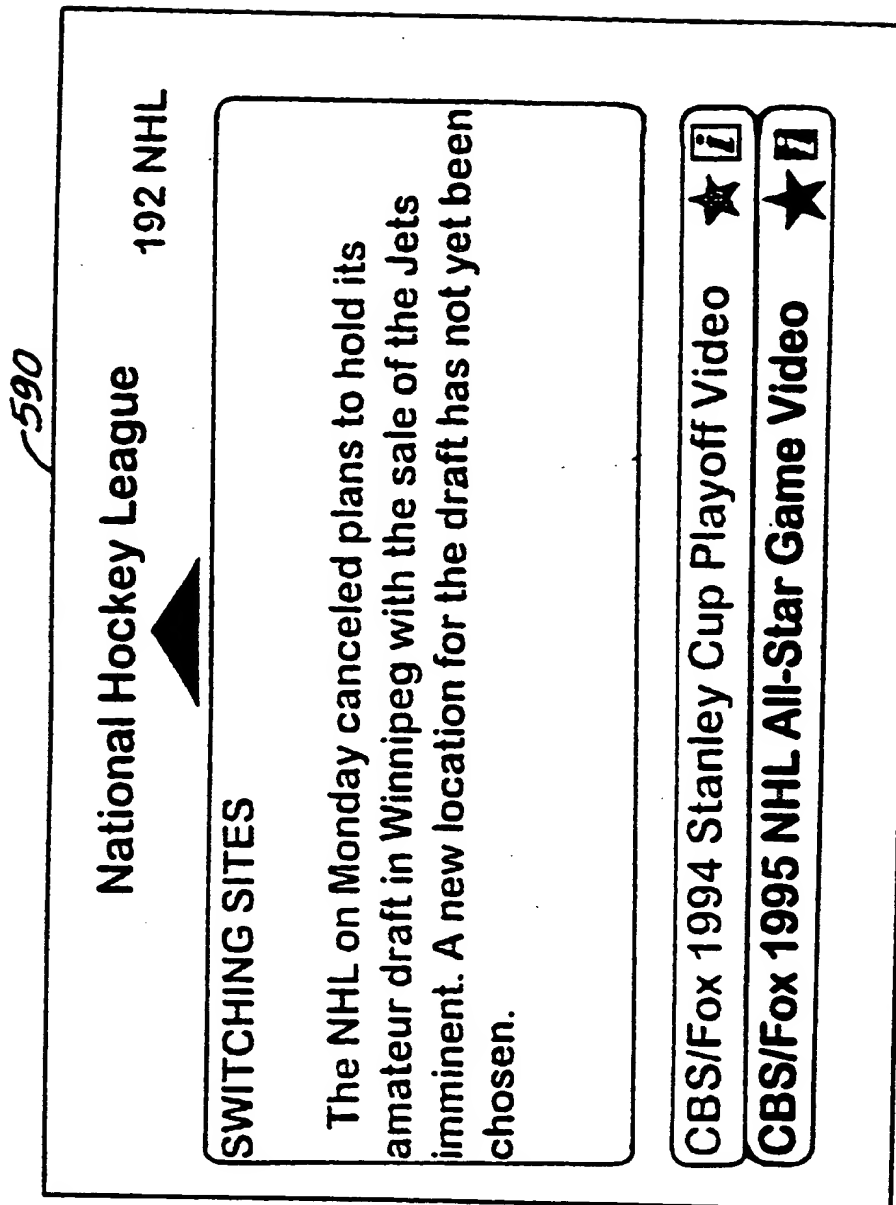 590
National Hockey League
192 NHL
SWITCHING SITES
The NHL on Monday canceled plans to hold its
amateur draft in Winnipeg with the sale of the Jets
imminent. A new location for the draft has not yet been
chosen.
CBS/Fox 1994 Stanley Cup Playoff Video i
CBS/Fox 1995 NHL All-Star Game Video i